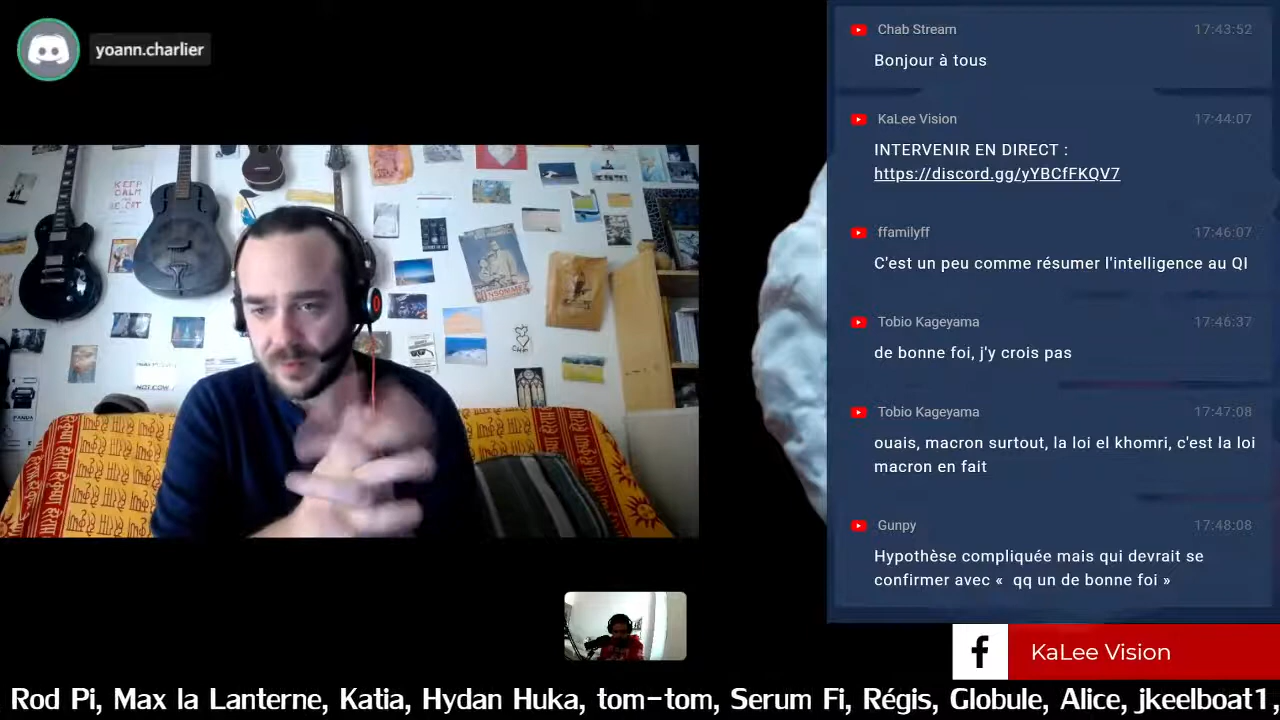 yoann.charlier
Chab Stream 17:43:52
Bonjour à tous
KaLee Vision 17:44:07
INTERVENIR EN DIRECT :
https://discord.gg/yYBCfFKQV7
ffamilyff 17:46:07
C'est un peu comme résumer l'intelligence au QI
Tobio Kageyama 17:46:37
de bonne foi, j'y crois pas
Tobio Kageyama 17:47:08
ouais, macron surtout, la loi el khomri, c'est la loi
macron en fait
Gunpy 17:48:08
Hypothèse compliquée mais qui devrait se
confirmer avec «  qq un de bonne foi »
KEEP
CALM
KaLee Vision
Rod Pi, Max la Lanterne, Katia, Hydan Huka, tom-tom, Serum Fi, Régis, Globule, Alice, jkeelboat1,